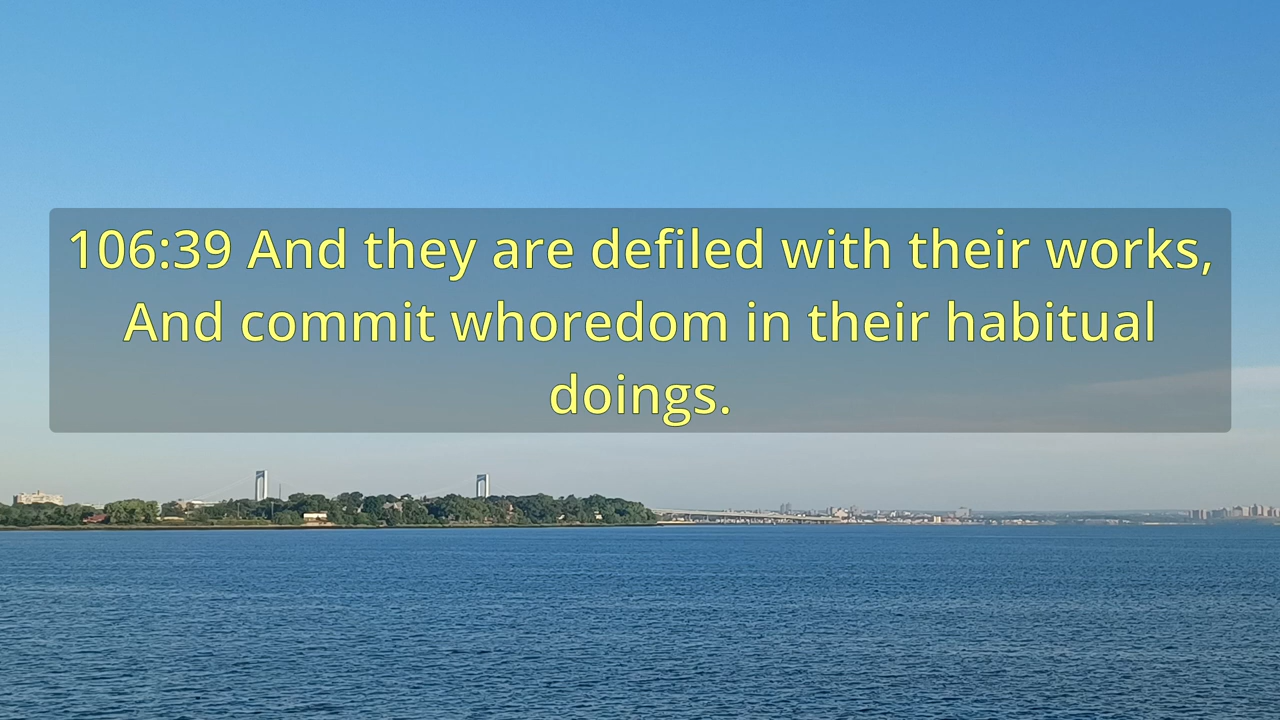 106:39 And they are defiled with their works,
And commit whoredom in their habitual
doings.